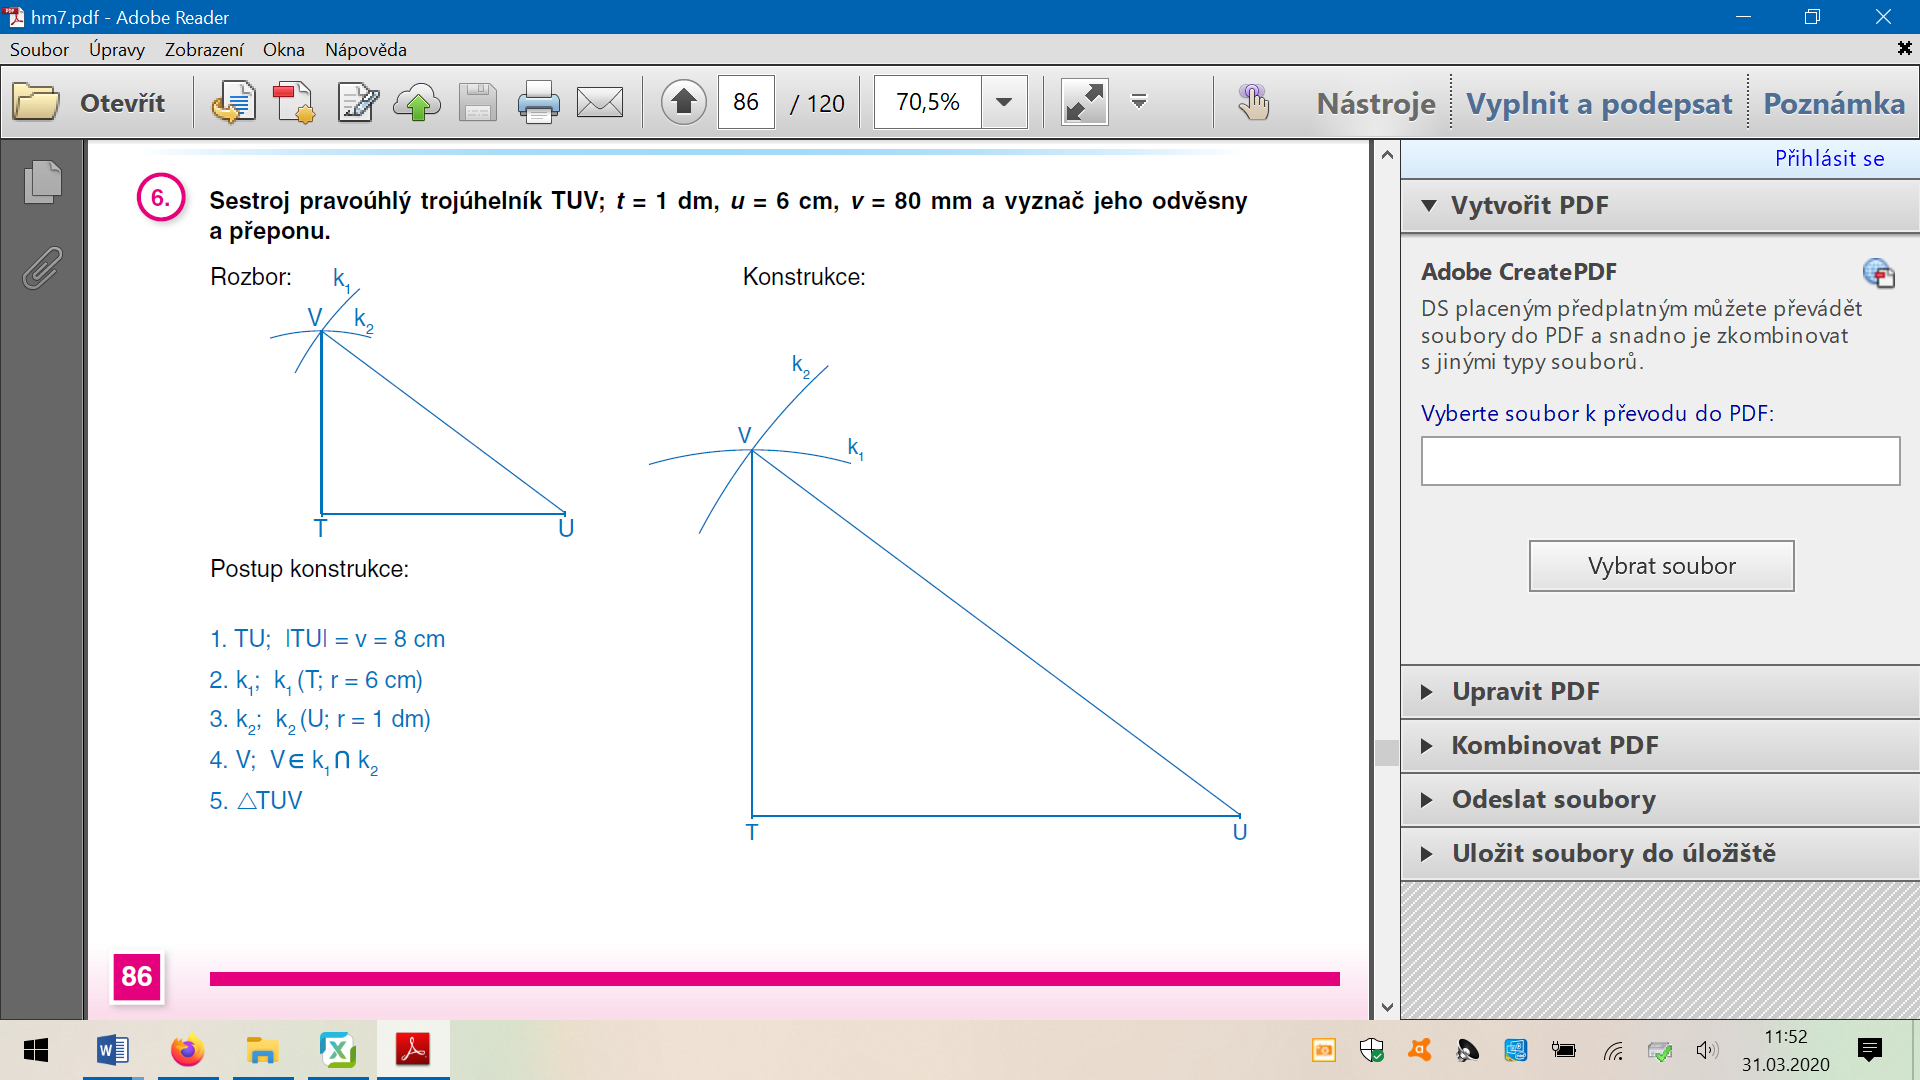 hm7.pdf - Adobe Reader
Soubor Úpravy Zobrazení Okna Nápověda
Otevřít 86 / 120 70,5% Nástroje Vyplnit a podepsat Poznámka
6. Sestroj pravoúhlý trojúhelník TUV; t = 1 dm, u = 6 cm, v = 80 mm a vyznač jeho odvěsny
a přeponu.
Rozbor:
k1
V k2
T U
Konstrukce:
k2
V
k1
T U
Postup konstrukce:
1. TU; |TU| = v = 8 cm
2. k1; k1 (T; r = 6 cm)
3. k2; k2 (U; r = 1 dm)
4. V; V∈ k1∩ k2
5. △TUV
86
Přihlásit se
Vytvořit PDF
Adobe CreatePDF
DS placeným předplatným můžete převádět
soubory do PDF a snadno je zkombinovat
s jinými typy souborů.
Vyberte soubor k převodu do PDF:
Vybrat soubor
Upravit PDF
Kombinovat PDF
Odeslat soubory
Uložit soubory do úložiště
11:52
31.03.2020